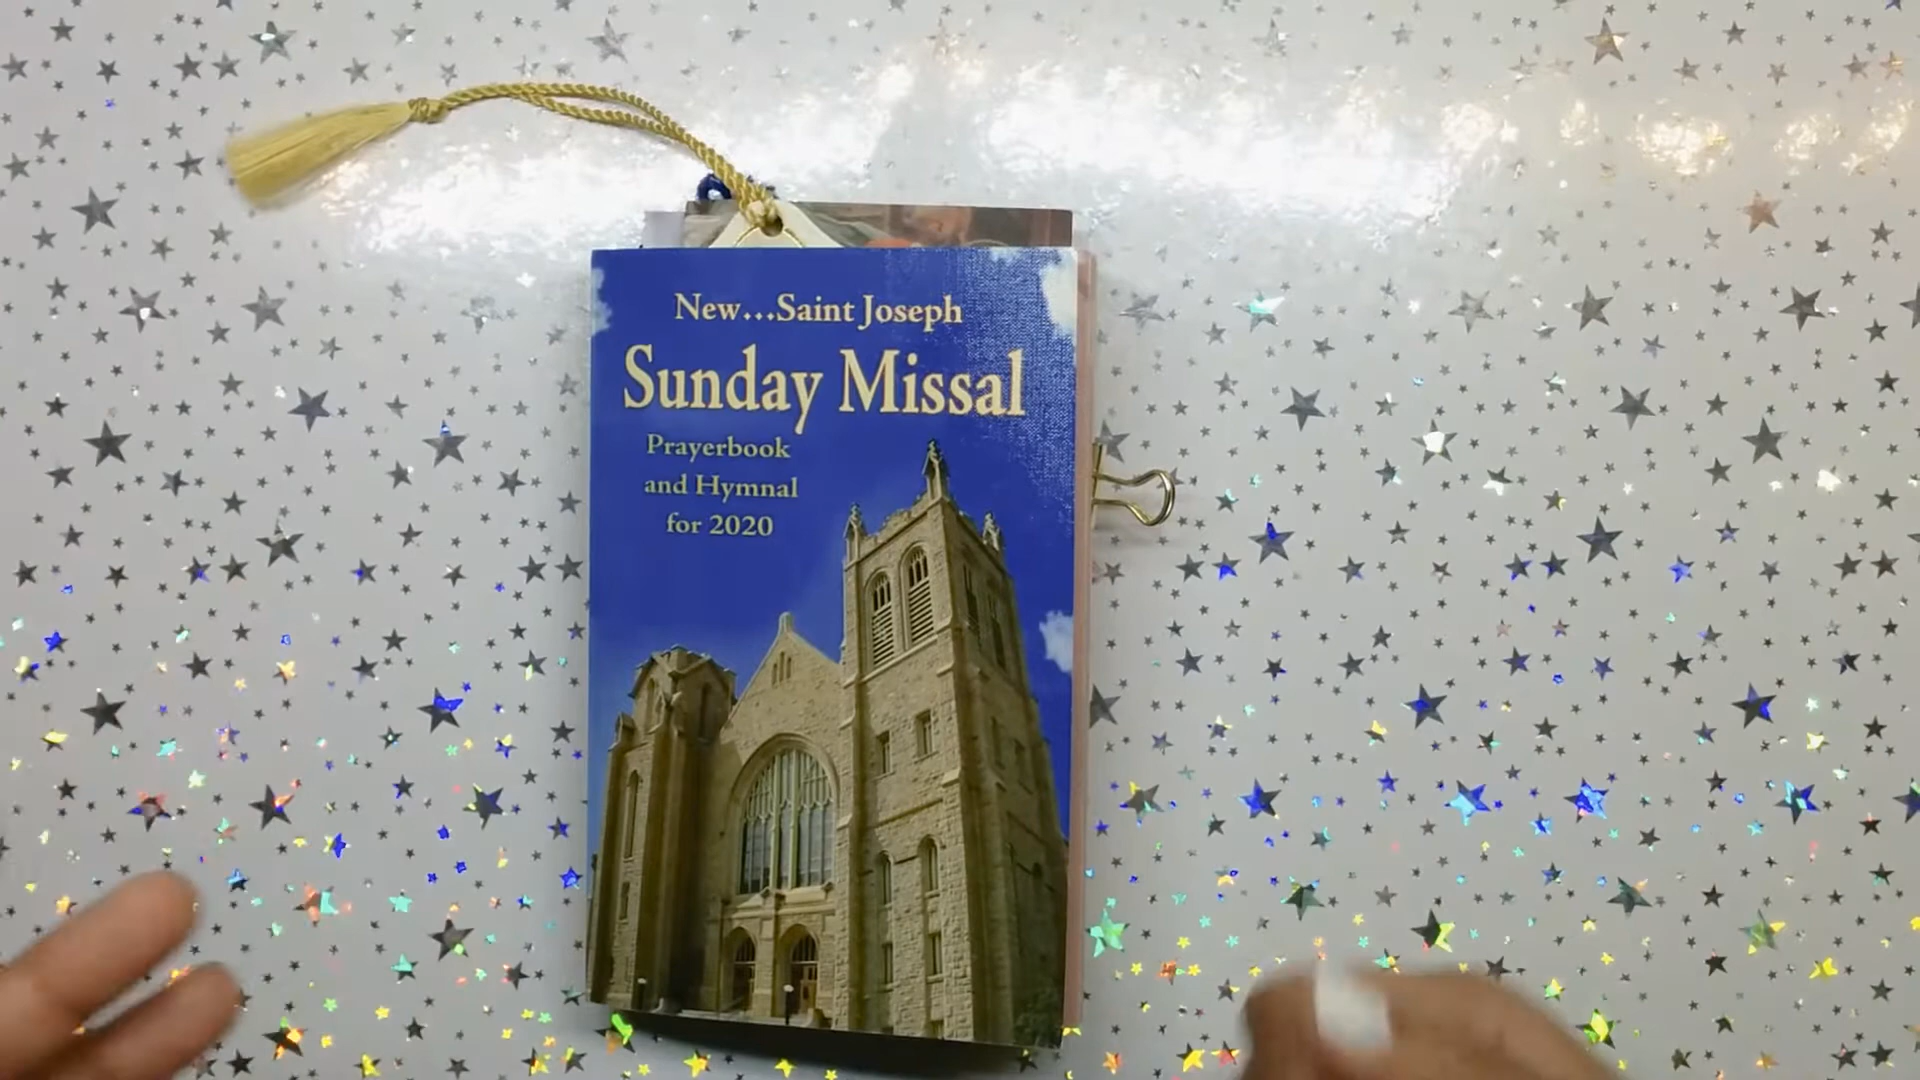 New...Saint Joseph
Sunday Missal
Prayerbook
and Hymnal
for 2020